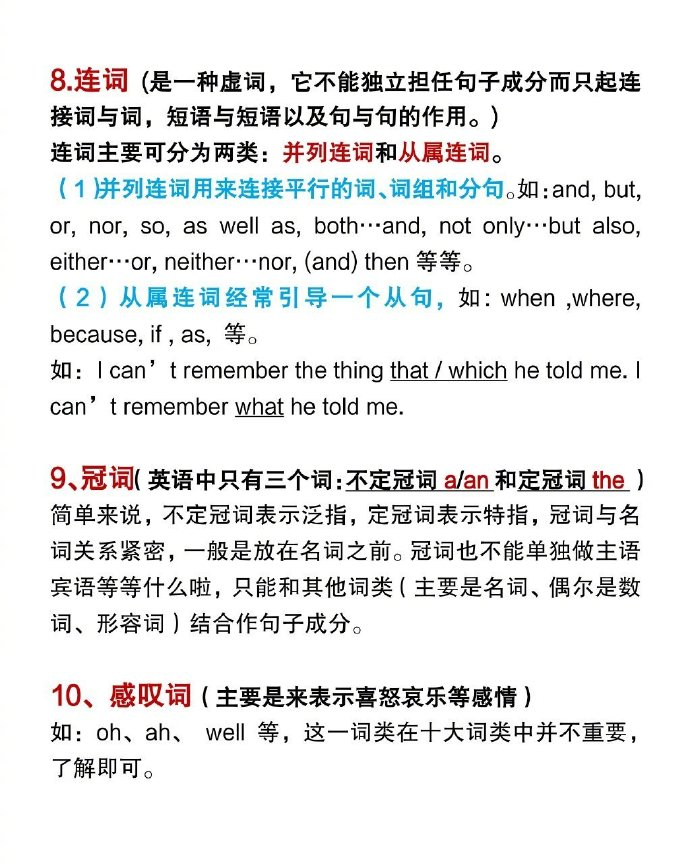 8.连词 (是一种虚词，它不能独立担任句子成分而只起连
接词与词，短语与短语以及句与句的作用。)
连词主要可分为两类：并列连词和从属连词。
（1)并列连词用来连接平行的词、词组和分句。如:and, but,
or, nor, so, as well as, both…and, not only…but also,
either…or, neither…nor, (and) then 等等。
（2）从属连词经常引导一个从句，如: when ,where,
because, if , as, 等。
如：I can’t remember the thing that / which he told me. I
can’t remember what he told me.
9、冠词( 英语中只有三个词:不定冠词 a/an 和定冠词 the )
简单来说，不定冠词表示泛指，定冠词表示特指，冠词与名
词关系紧密，一般是放在名词之前。冠词也不能单独做主语
宾语等等什么啦，只能和其他词类（主要是名词、偶尔是数
词、形容词）结合作句子成分。
10、感叹词（主要是来表示喜怒哀乐等感情）
如：oh、ah、 well 等，这一词类在十大词类中并不重要，
了解即可。